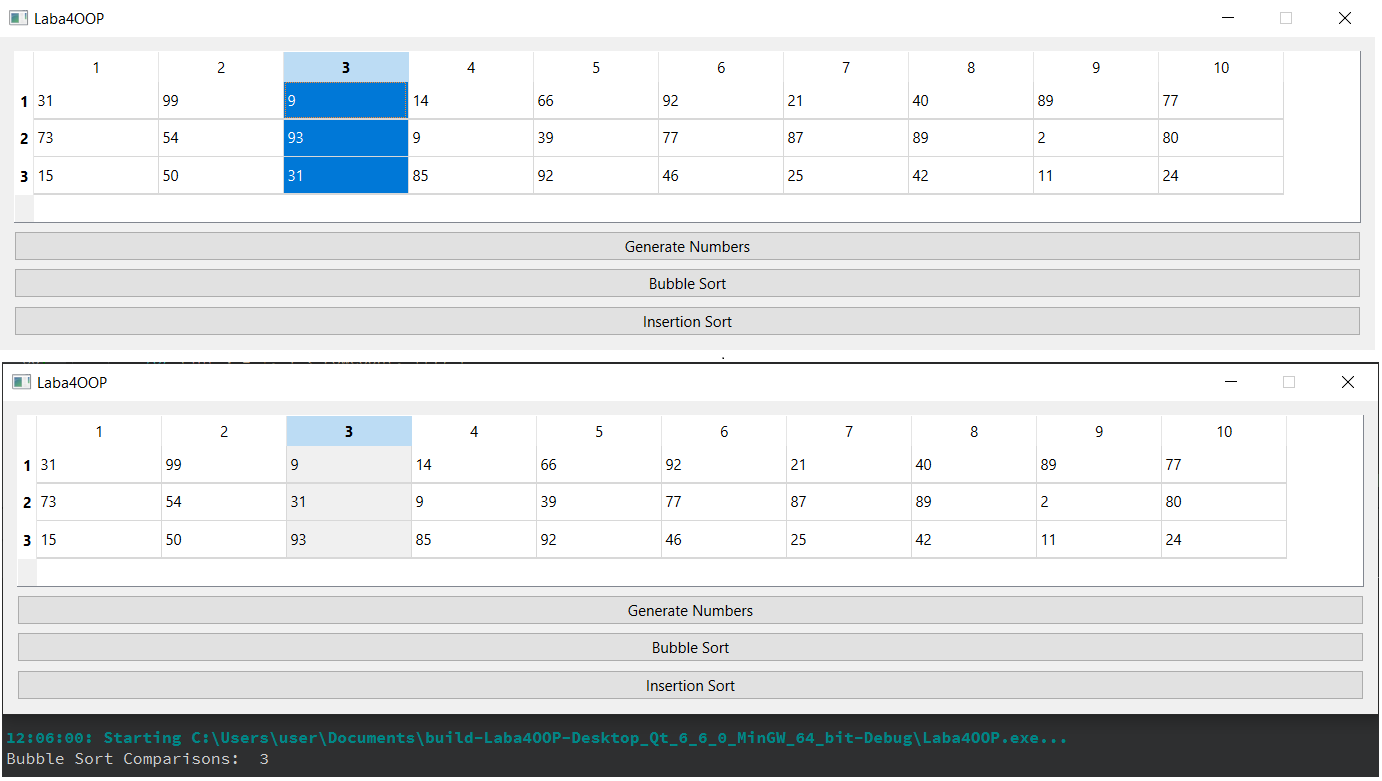 Laba4OOP
1 2 3 4 5 6 7 8 9 10
1 31 99 9 14 66 92 21 40 89 77
2 73 54 93 9 39 77 87 89 2 80
3 15 50 31 85 92 46 25 42 11 24
Generate Numbers
Bubble Sort
Insertion Sort
.
Laba4OOP
1 2 3 4 5 6 7 8 9 10
1 31 99 9 14 66 92 21 40 89 77
2 73 54 31 9 39 77 87 89 2 80
3 15 50 93 85 92 46 25 42 11 24
Generate Numbers
Bubble Sort
Insertion Sort
12:06:00: Starting C:\Users\user\Documents\build-Laba4OOP-Desktop_Qt_6_6_0_MinGW_64_bit-Debug\Laba4OOP.exe...
Bubble Sort Comparisons:  3